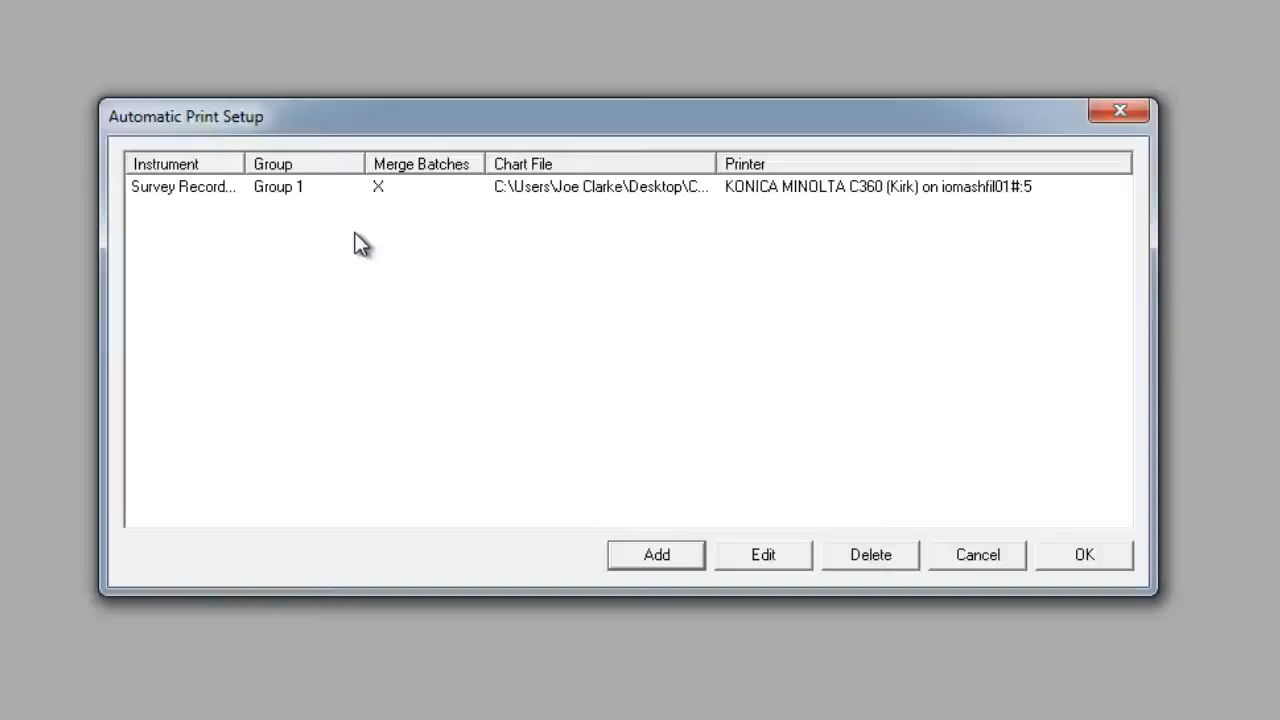 Automatic Print Setup
Instrument Group Merge Batches Chart File Printer
Survey Record... Group 1 X C:\Users\Joe Clarke\Desktop\C... KONICA MINOLTA C360 (Kirk) on iomashfil01#:5
Add Edit Delete Cancel OK